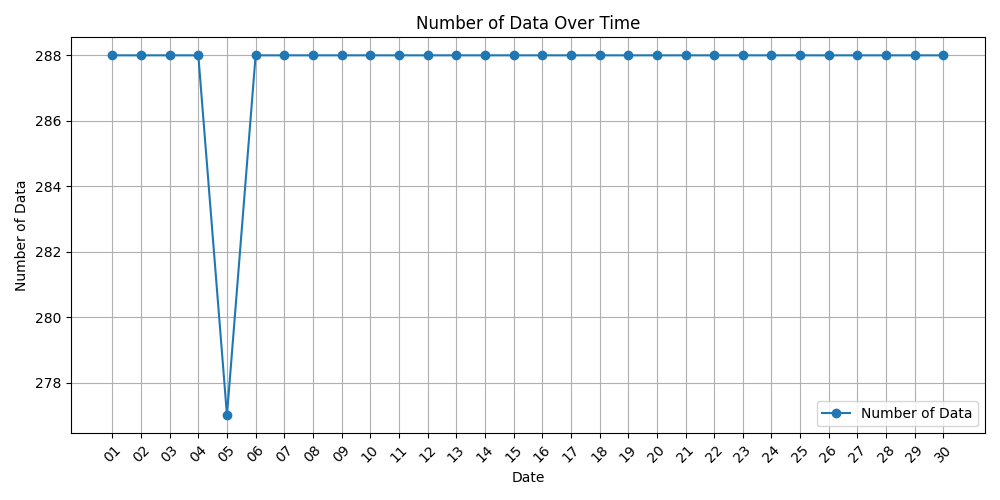 Number of Data Over Time
Number of Data
288
286
284
282
280
278
Number of Data
01 02 03 04 05 06 07 08 09 10 11 12 13 14 15 16 17 18 19 20 21 22 23 24 25 26 27 28 29 30
Date